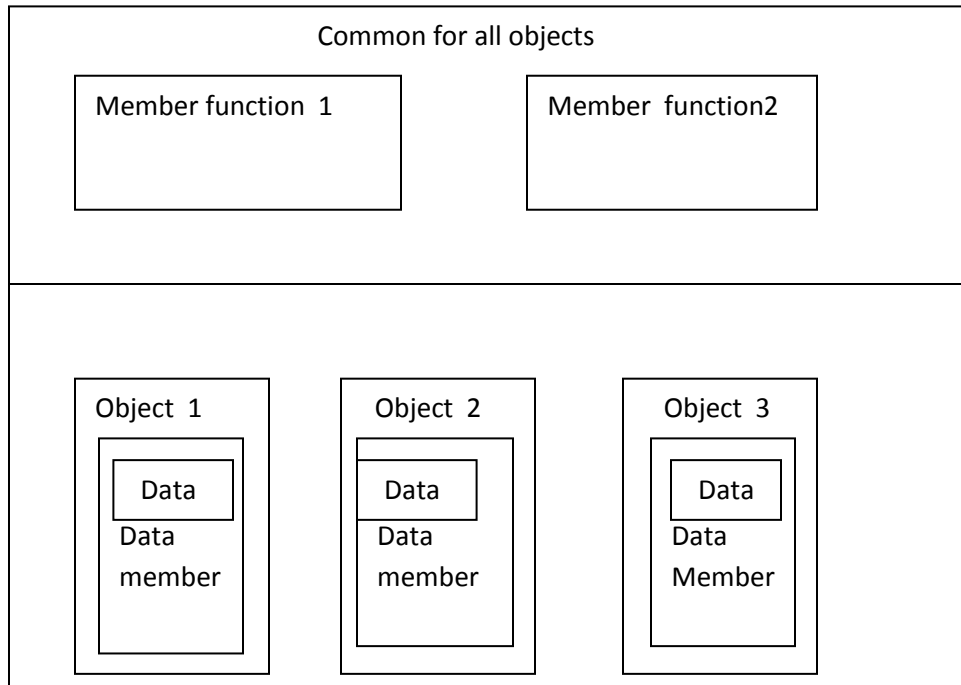 Common for all objects
Member function 1
Member function2
Object 1
Data
Data
member
Object 2
Data
Data
member
Object 3
Data
Data
Member